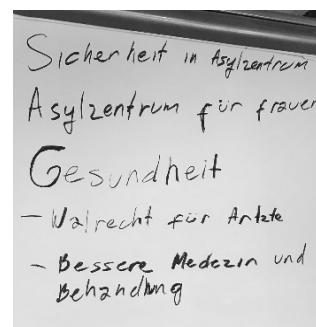 Sicherheit in Asylzentrum
Asylzentrum für frauen
Gesundheit
– Walrecht für Artzte
– Bessere Medezin und
Behandlung